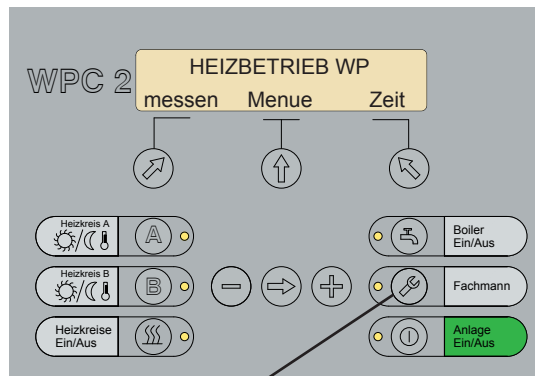 WPC 2
HEIZBETRIEB WP
messen Menue Zeit
Heizkreis A
A
Boiler
Ein/Aus
Heizkreis B
B
Fachmann
Heizkreise
Ein/Aus
Anlage
Ein/Aus